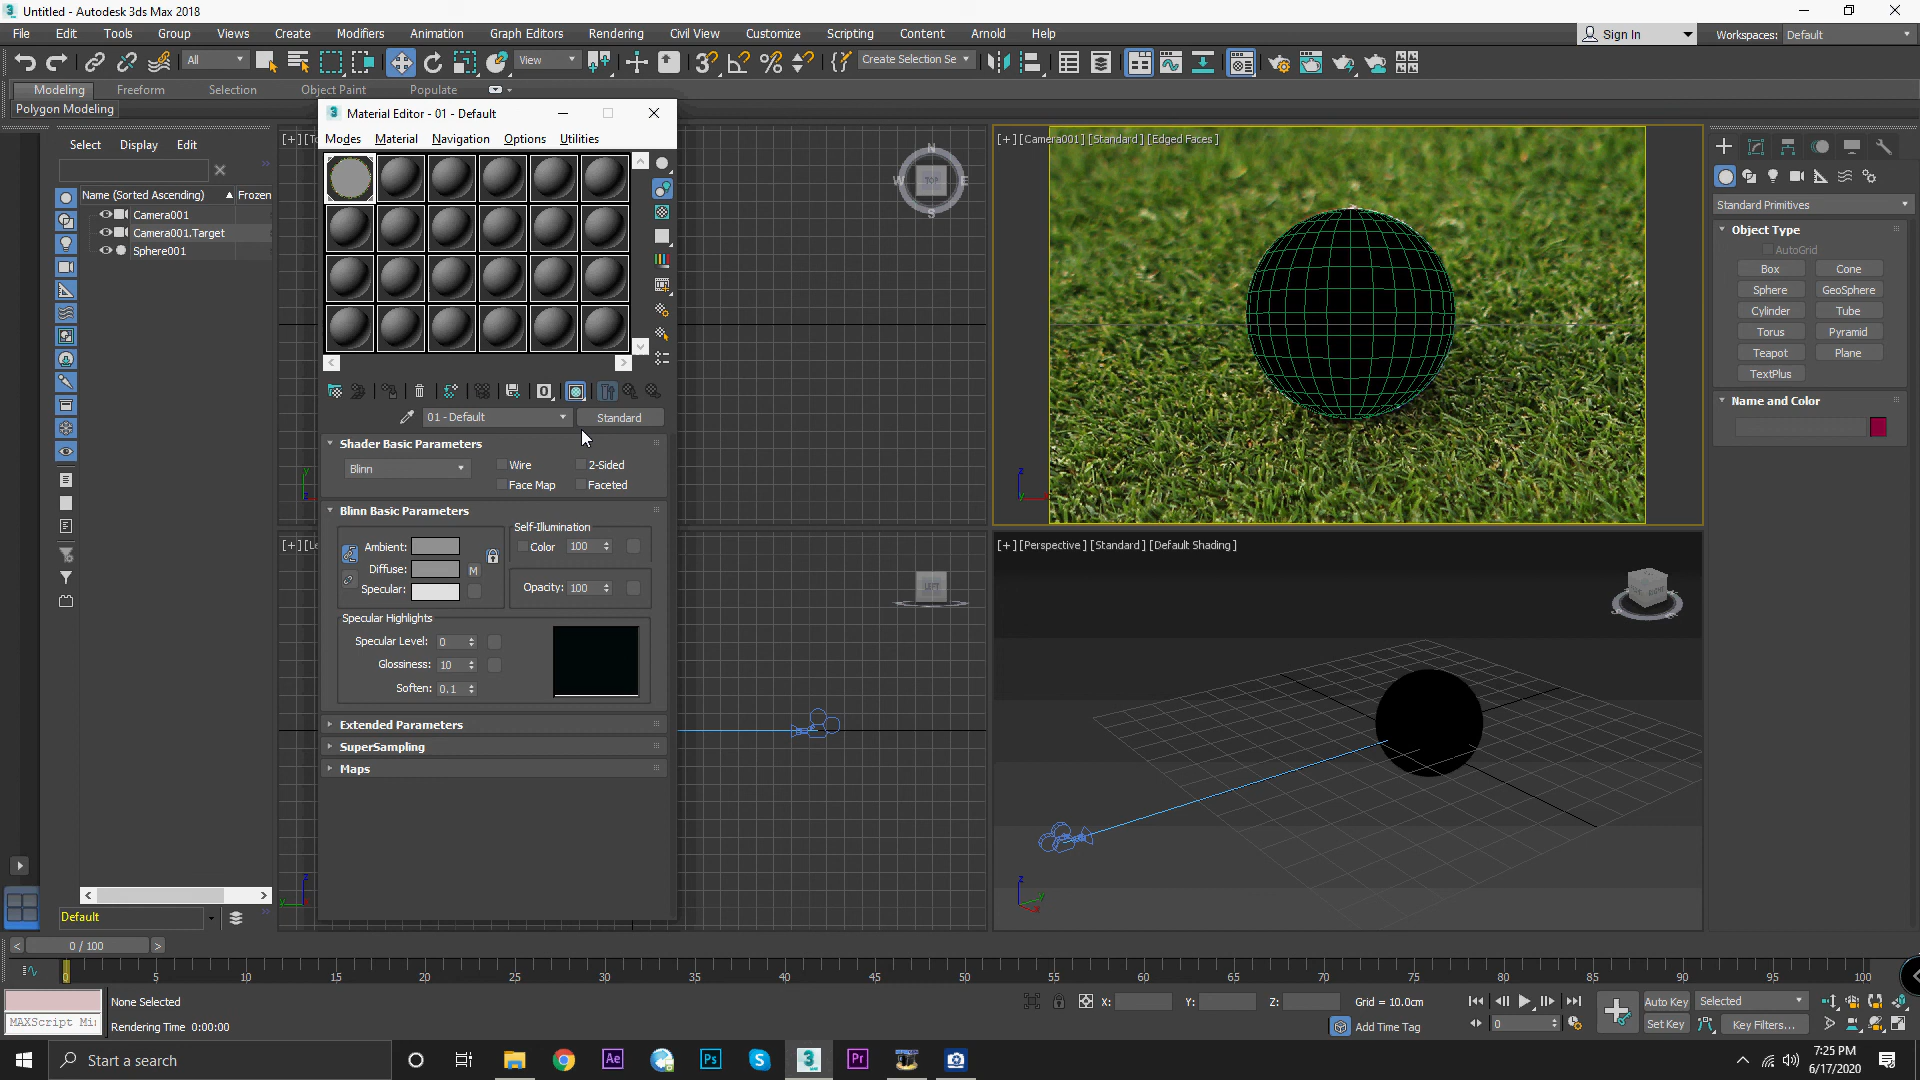 Untitled - Autodesk 3ds Max 2018
File Edit Tools Group Views Create Modifiers Animation Graph Editors Rendering Civil View Customize Scripting Content Arnold Help
Sign In Workspaces: Default
All View Create Selection Se
Modeling Freeform Selection Object Paint Populate
Polygon Modeling
Select Display Edit
Name (Sorted Ascending) Frozen
Camera001
Camera001.Target
Sphere001
Default
Material Editor - 01 - Default
Modes Material Navigation Options Utilities
01 - Default Standard
Shader Basic Parameters
Blinn Wire 2-Sided
Face Map Faceted
Blinn Basic Parameters
Self-Illumination
Ambient: Color 100
Diffuse: M
Specular: Opacity: 100
Specular Highlights
Specular Level: 0
Glossiness: 10
Soften: 0.1
Extended Parameters
SuperSampling
Maps
N
W TOP E
S
[+] [Camera001] [Standard] [Edged Faces]
LEFT
[+] [Perspective] [Standard] [Default Shading]
Standard Primitives
Object Type
AutoGrid
Box Cone
Sphere GeoSphere
Cylinder Tube
Torus Pyramid
Teapot Plane
TextPlus
Name and Color
0 / 100
0 5 10 15 20 25 30 35 40 45 50 55 60 65 70 75 80 85 90 95 100
None Selected X: Y: Z: Grid = 10.0cm Auto Key Selected
MAXScript Mi Rendering Time 0:00:00 Add Time Tag 0 Set Key Key Filters...
Start a search
Ae Ps S 3 Pr
7:25 PM
6/17/2020